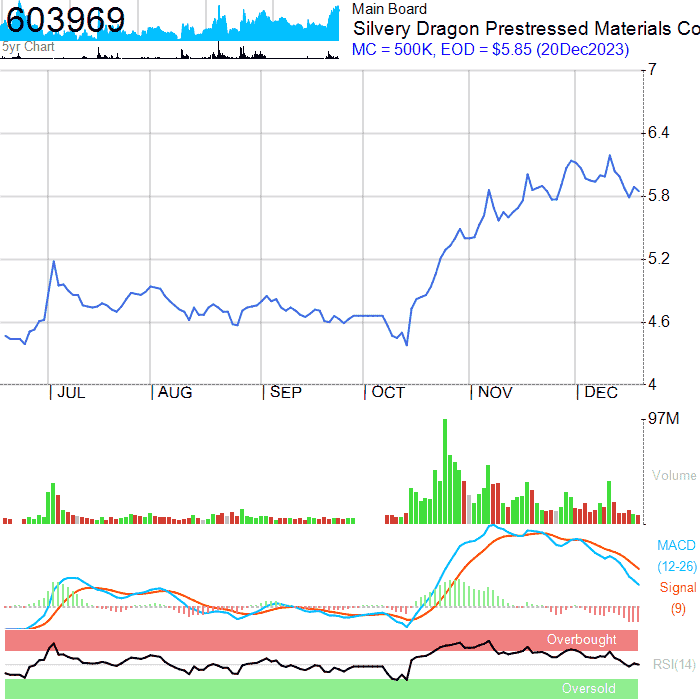 603969
5yr Chart
Main Board
Silvery Dragon Prestressed Materials Co
MC = 500K, EOD = $5.85 (20Dec2023)
7
6.4
5.8
5.2
4.6
4
JUL AUG SEP OCT NOV DEC
97M
Volume
MACD
(12-26)
Signal
(9)
Overbought
RSI(14)
Oversold